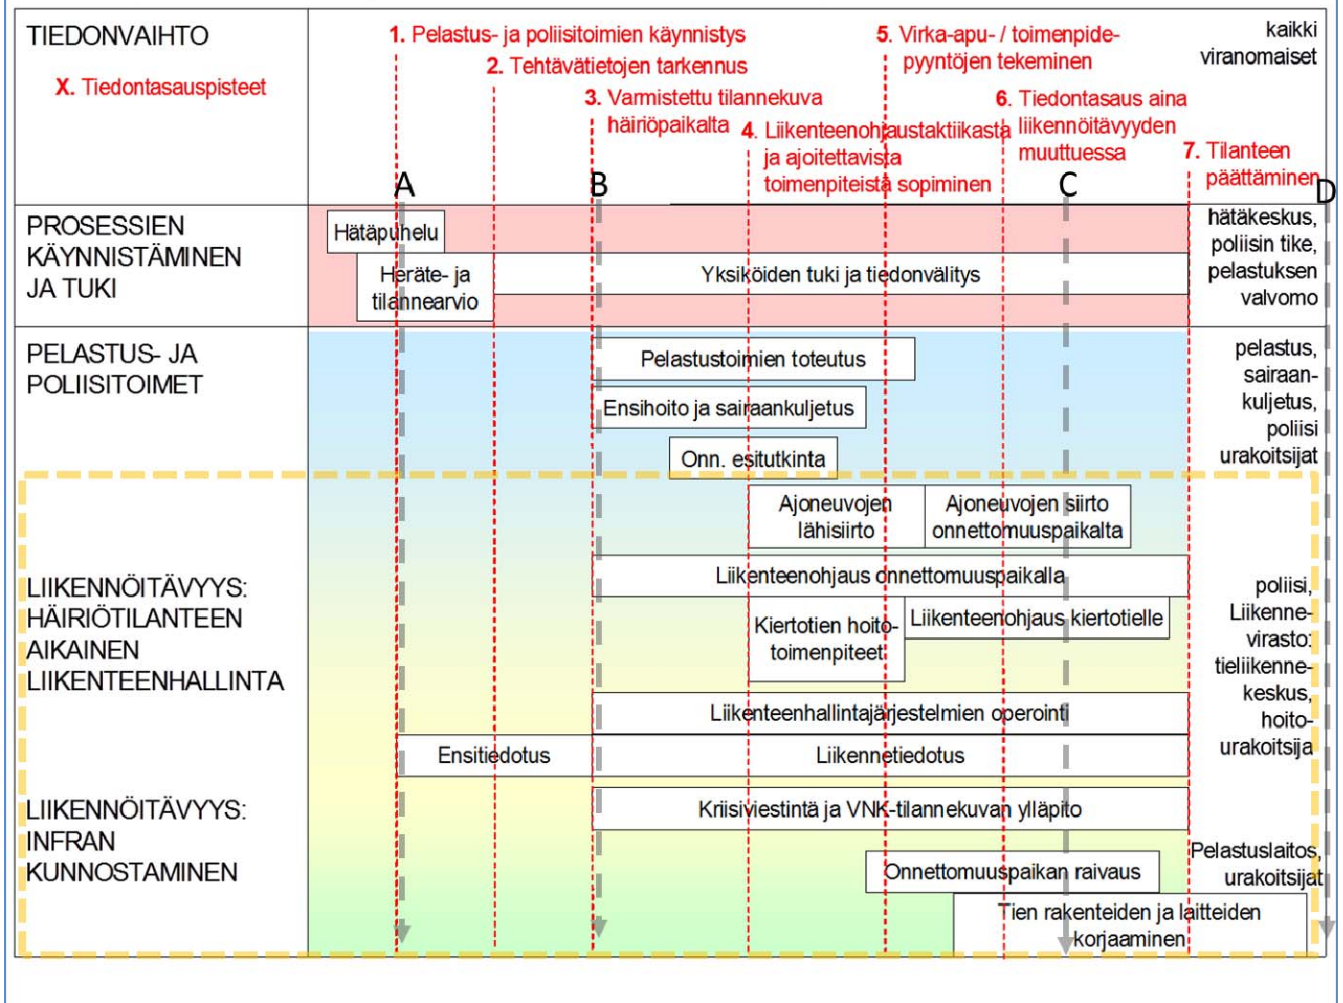 TIEDONVAIHTO
X. Tiedontasauspisteet
1. Pelastus- ja poliisitoimien käynnistys
2. Tehtävätietojen tarkennus
3. Varmistettu tilannekuva
häiriöpaikalta
4. Liikenteenohjaustaktiikasta
ja ajoitettavista
toimenpiteistä sopiminen
5. Virka-apu- / toimenpide-
pyyntöjen tekeminen
6. Tiedontasaus aina
liikennöitävyyden
muuttuessa
7. Tilanteen
päättäminen
kaikki
viranomaiset
A
B
C
D
PROSESSIEN
KÄYNNISTÄMINEN
JA TUKI
Hätäpuhelu
Heräte- ja
tilannearvio
Yksiköiden tuki ja tiedonvälitys
hätäkeskus,
poliisin tike,
pelastuksen
valvomo
PELASTUS- JA
POLIISITOIMET
Pelastustoimien toteutus
Ensihoito ja sairaankuljetus
Onn. esitutkinta
pelastus,
sairaan-
kuljetus,
poliisi
urakoitsijat
LIIKENNÖITÄVYYS:
HÄIRIÖTILANTEEN
AIKAINEN
LIIKENTEENHALLINTA
Ajoneuvojen
lähisiirto
Ajoneuvojen siirto
onnettomuuspaikalta
Liikenteenohjaus onnettomuuspaikalla
Kiertotien hoito-
toimenpiteet
Liikenteenohjaus kiertotielle
Liikenteenhallintajärjestelmien operointi
Ensitiedotus
Liikennetiedotus
poliisi,
Liikenne-
virasto:
tieliikenne-
keskus,
hoito-
urakoitsija
LIIKENNÖITÄVYYS:
INFRAN
KUNNOSTAMINEN
Kriisiviestintä ja VNK-tilannekuvan ylläpito
Onnettomuuspaikan raivaus
Tien rakenteiden ja laitteiden
korjaaminen
Pelastuslaitos,
urakoitsijat